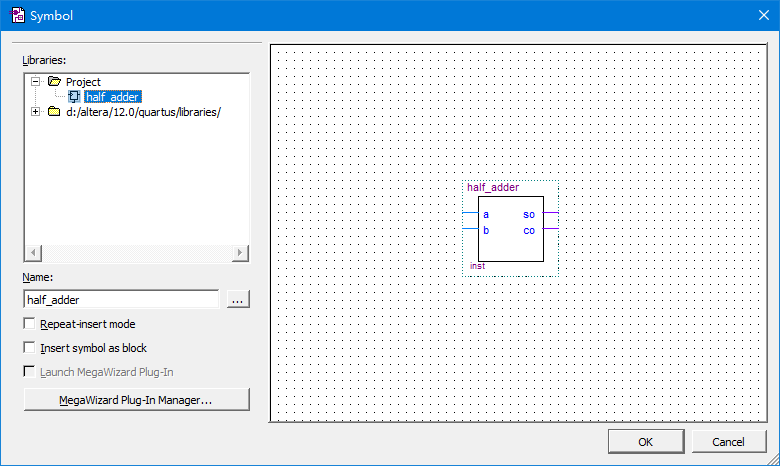 Symbol
Libraries:
Project
half_adder
d:/altera/12.0/quartus/libraries/
Name:
half_adder
...
Repeat-insert mode
Insert symbol as block
Launch MegaWizard Plug-In
MegaWizard Plug-In Manager...
half_adder
a so
b co
inst
OK Cancel